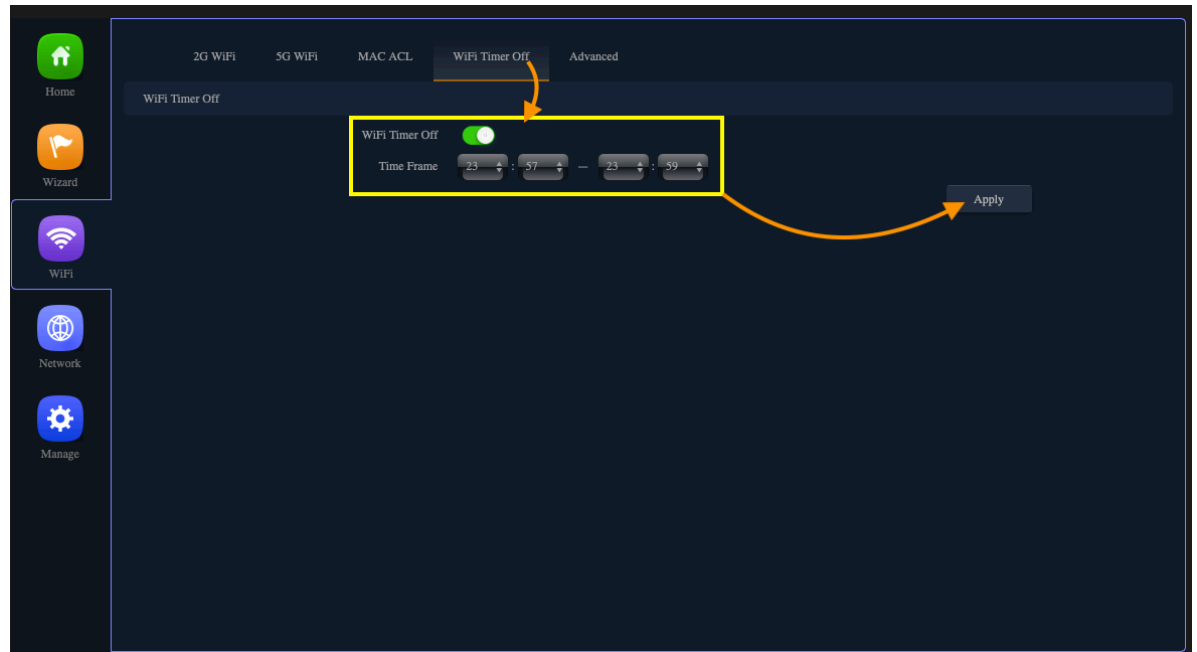 Home
Wizard
WiFi
Network
Manage
2G WiFi 5G WiFi MAC ACL WiFi Timer Off Advanced
WiFi Timer Off
WiFi Timer Off
Time Frame 23 : 57 — 23 : 59
Apply